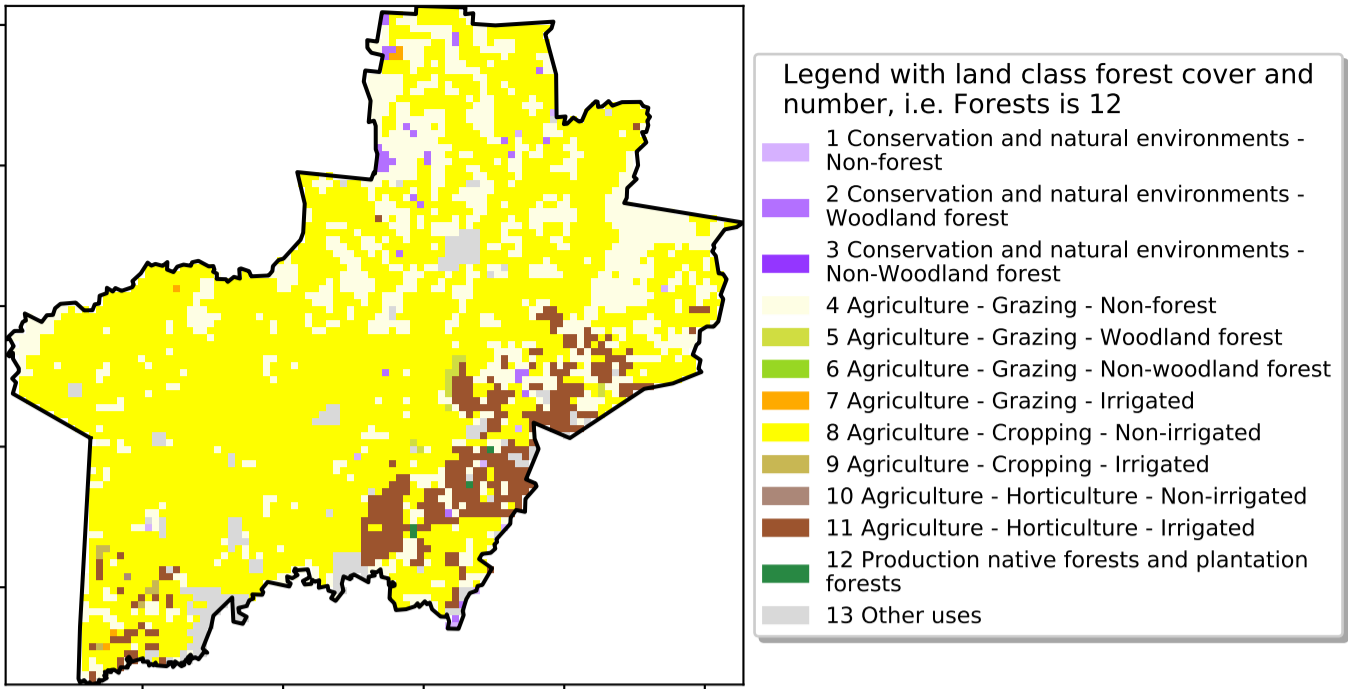 Legend with land class forest cover and
number, i.e. Forests is 12
1 Conservation and natural environments -
Non-forest
2 Conservation and natural environments -
Woodland forest
3 Conservation and natural environments -
Non-Woodland forest
4 Agriculture - Grazing - Non-forest
5 Agriculture - Grazing - Woodland forest
6 Agriculture - Grazing - Non-woodland forest
7 Agriculture - Grazing - Irrigated
8 Agriculture - Cropping - Non-irrigated
9 Agriculture - Cropping - Irrigated
10 Agriculture - Horticulture - Non-irrigated
11 Agriculture - Horticulture - Irrigated
12 Production native forests and plantation
forests
13 Other uses